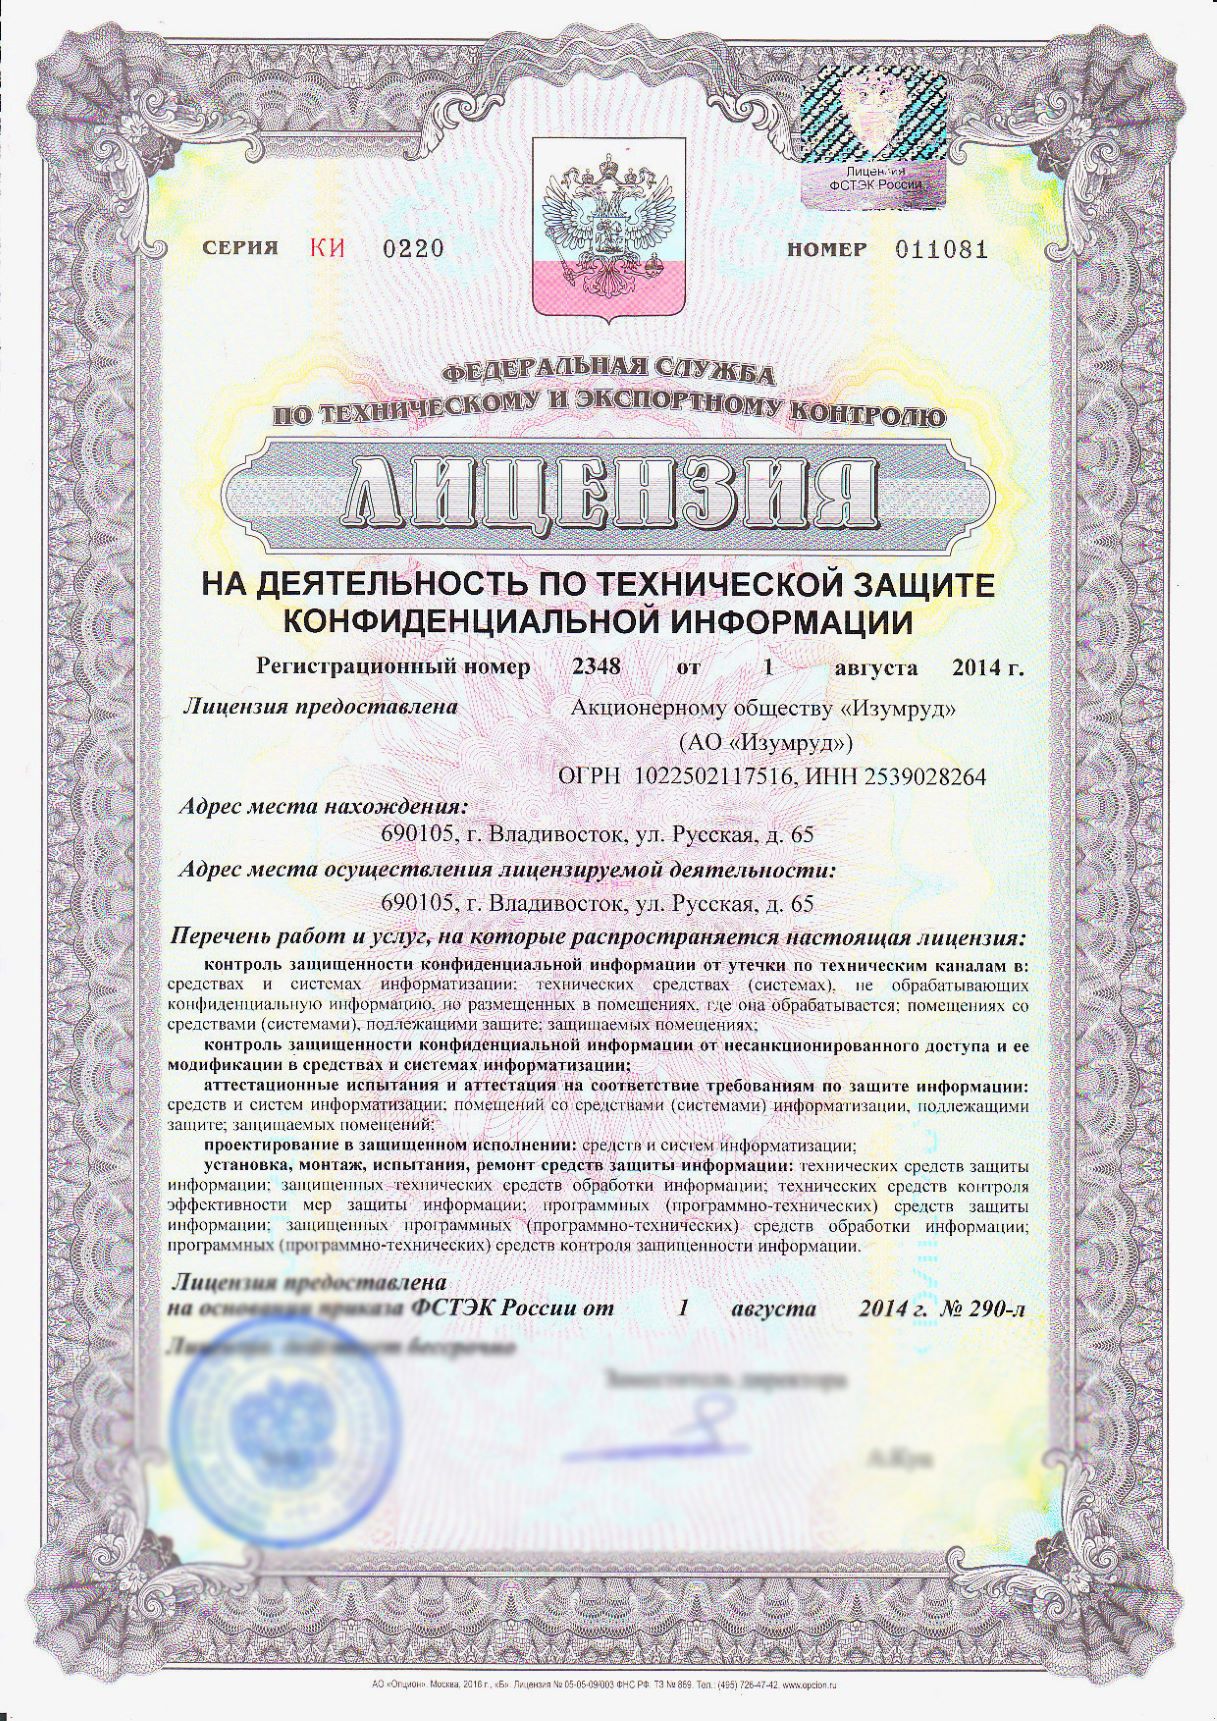 Лицензия
ФСТЭК России
СЕРИЯ КИ 0220
НОМЕР 011081
ФЕДЕРАЛЬНАЯ СЛУЖБА
ПО ТЕХНИЧЕСКОМУ И ЭКСПОРТНОМУ КОНТРОЛЮ
ЛИЦЕНЗИЯ
НА ДЕЯТЕЛЬНОСТЬ ПО ТЕХНИЧЕСКОЙ ЗАЩИТЕ
КОНФИДЕНЦИАЛЬНОЙ ИНФОРМАЦИИ
Регистрационный номер 2348 от 1 августа 2014 г.
Лицензия предоставлена Акционерному обществу «Изумруд»
(АО «Изумруд»)
ОГРН 1022502117516, ИНН 2539028264
Адрес места нахождения:
690105, г. Владивосток, ул. Русская, д. 65
Адрес места осуществления лицензируемой деятельности:
690105, г. Владивосток, ул. Русская, д. 65
Перечень работ и услуг, на которые распространяется настоящая лицензия:
контроль защищенности конфиденциальной информации от утечки по техническим каналам в:
средствах и системах информатизации; технических средствах (системах), не обрабатывающих
конфиденциальную информацию, но размещенных в помещениях, где она обрабатывается; помещениях со
средствами (системами), подлежащими защите; защищаемых помещениях;
контроль защищенности конфиденциальной информации от несанкционированного доступа и ее
модификации в средствах и системах информатизации;
аттестационные испытания и аттестация на соответствие требованиям по защите информации:
средств и систем информатизации; помещений со средствами (системами) информатизации, подлежащими
защите; защищаемых помещений;
проектирование в защищенном исполнении: средств и систем информатизации;
установка, монтаж, испытания, ремонт средств защиты информации: технических средств защиты
информации; защищенных технических средств обработки информации; технических средств контроля
эффективности мер защиты информации; программных (программно-технических) средств защиты
информации; защищенных программных (программно-технических) средств обработки информации;
программных (программно-технических) средств контроля защищенности информации.
Лицензия предоставлена
на основании приказа ФСТЭК России от 1 августа 2014 г. № 290-л
Лицензия действует бессрочно
Заместитель директора
АО «Опцион», Москва, 2016 г., «Б». Лицензия № 05-05-09/003 ФНС РФ. ТЗ № 869. Тел.: (495) 726-47-42, www.opcion.ru